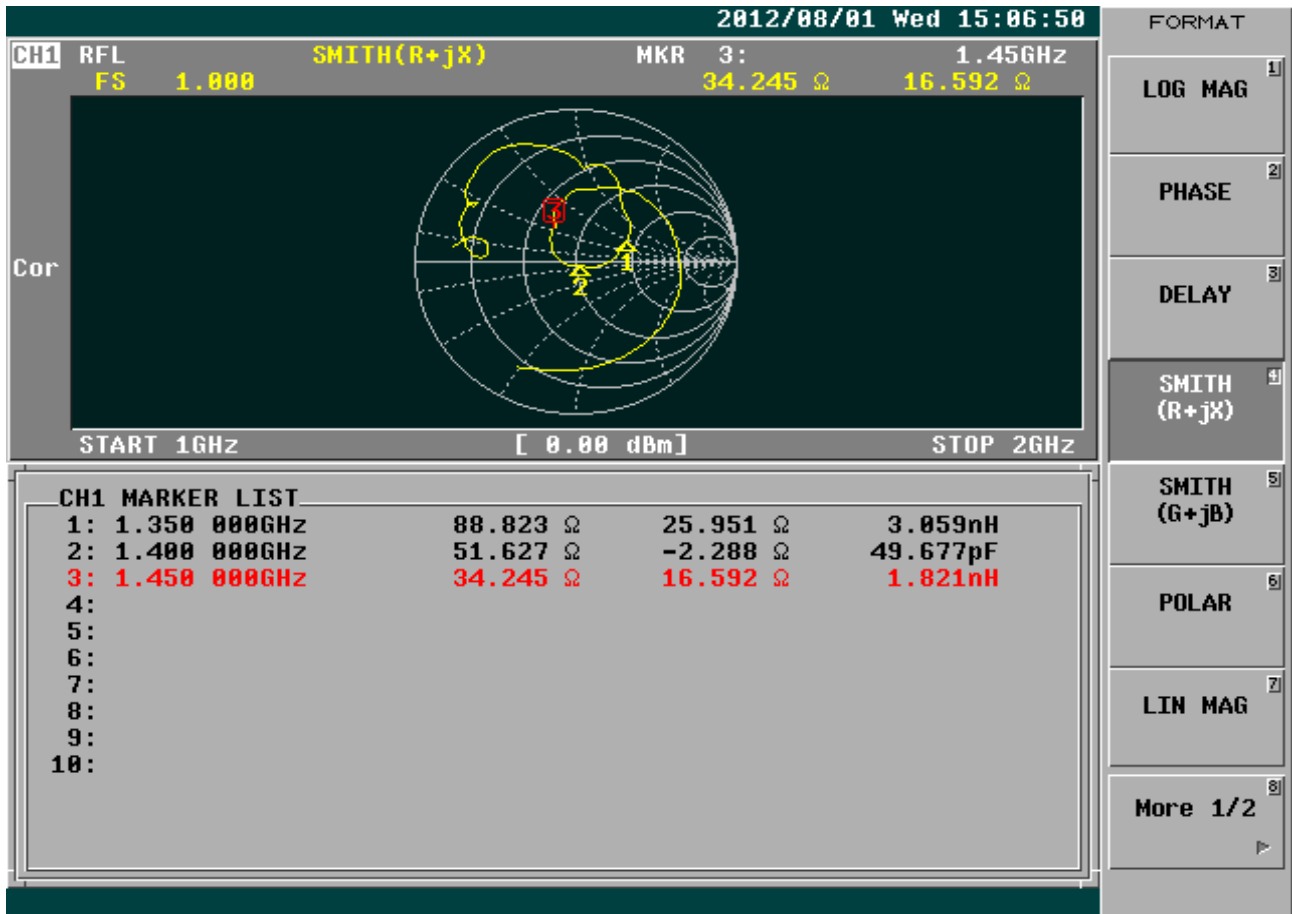 2012/08/01 Wed 15:06:50
CH1 RFL SMITH(R+jX) MKR 3: 1.45GHz
FS 1.000 34.245 Ω 16.592 Ω
3
1
2
Cor
START 1GHz [ 0.00 dBm] STOP 2GHz
CH1 MARKER LIST
1: 1.350 000GHz 88.823 Ω 25.951 Ω 3.059nH
2: 1.400 000GHz 51.627 Ω -2.288 Ω 49.677pF
3: 1.450 000GHz 34.245 Ω 16.592 Ω 1.821nH
4:
5:
6:
7:
8:
9:
10:
FORMAT
1
LOG MAG
2
PHASE
3
DELAY
4
SMITH
(R+jX)
5
SMITH
(G+jB)
6
POLAR
7
LIN MAG
8
More 1/2